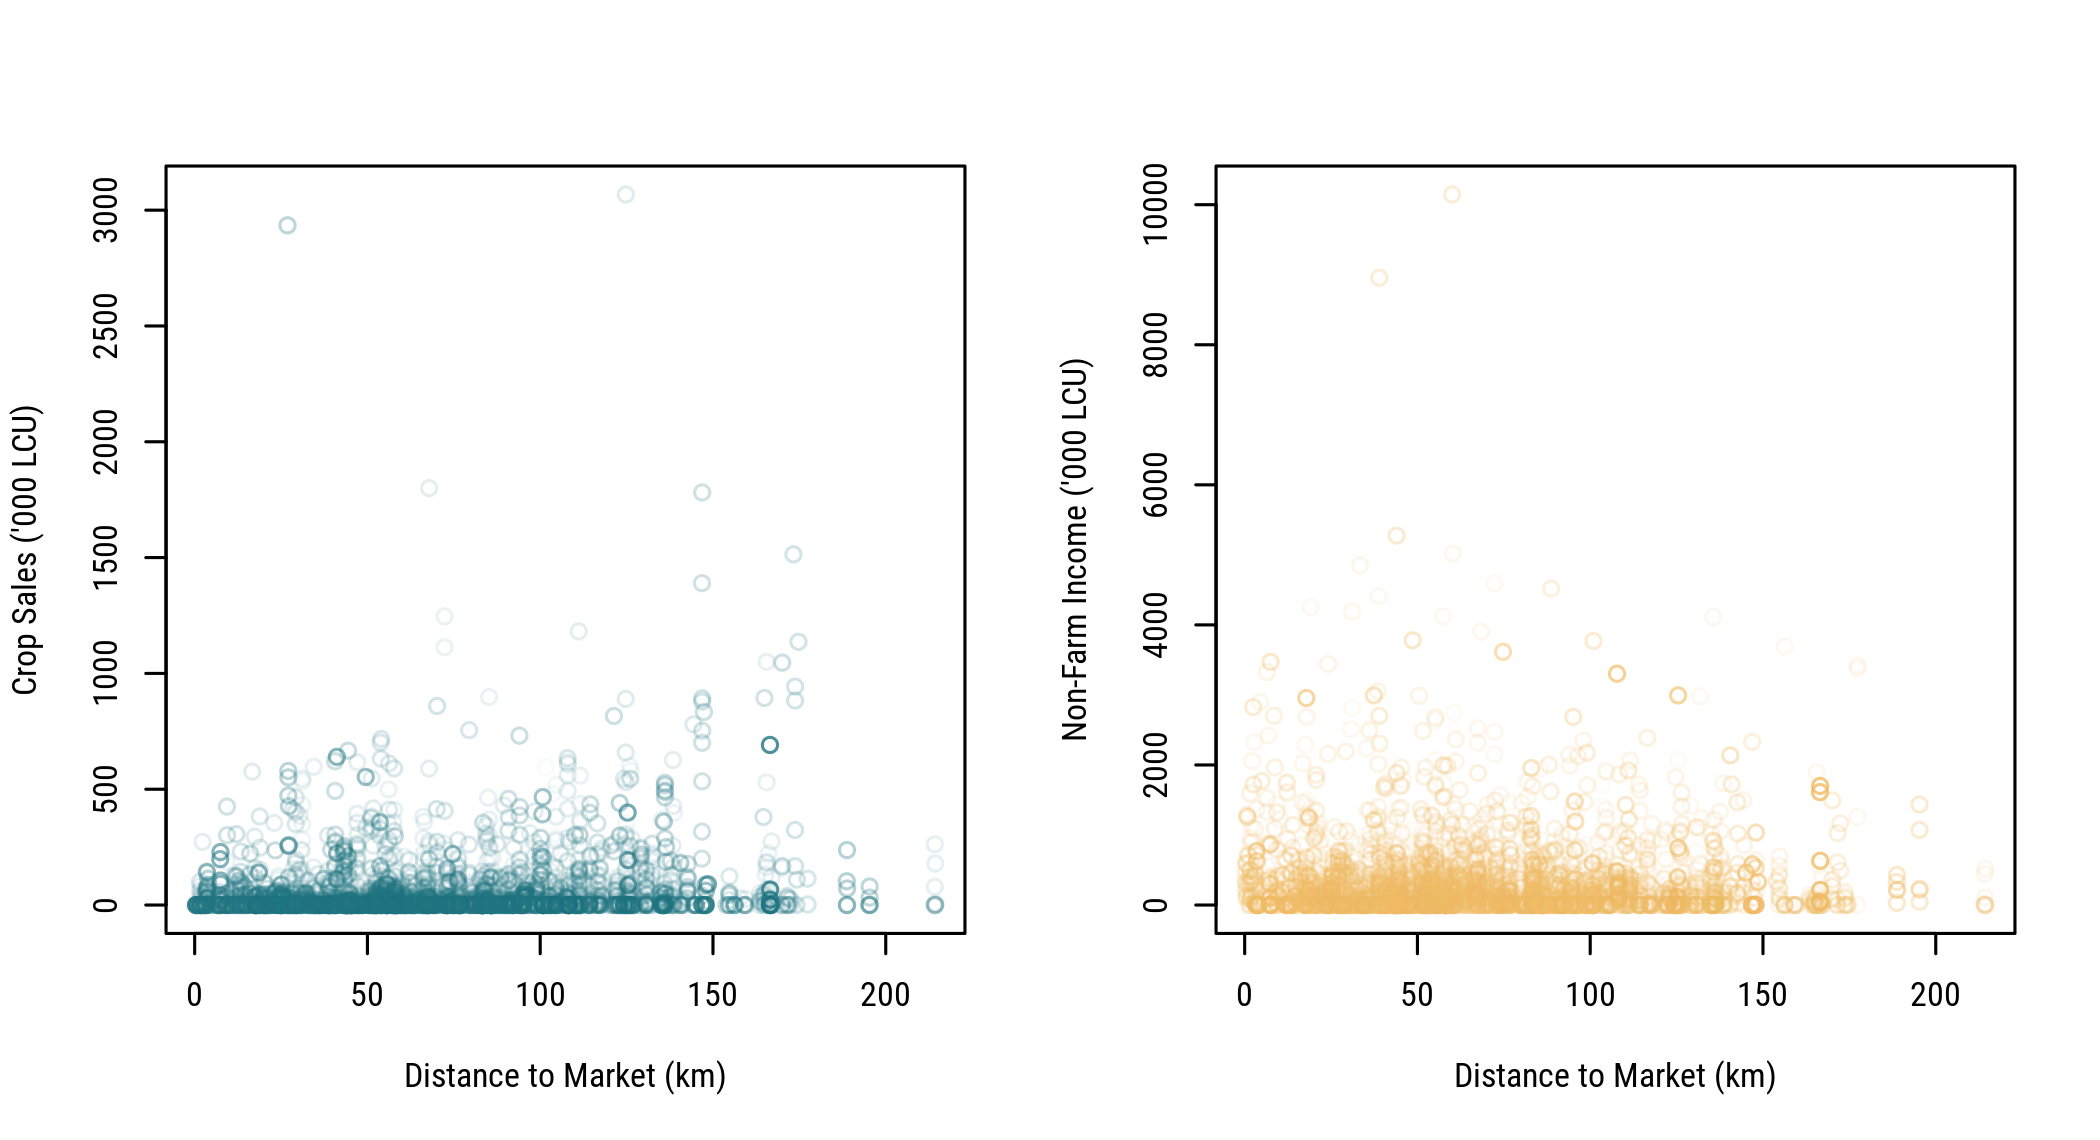 Crop Sales ('000 LCU)
3000
2500
2000
1500
1000
500
0
0 50 100 150 200
Distance to Market (km)
Non-Farm Income ('000 LCU)
10000
8000
6000
4000
2000
0
0 50 100 150 200
Distance to Market (km)